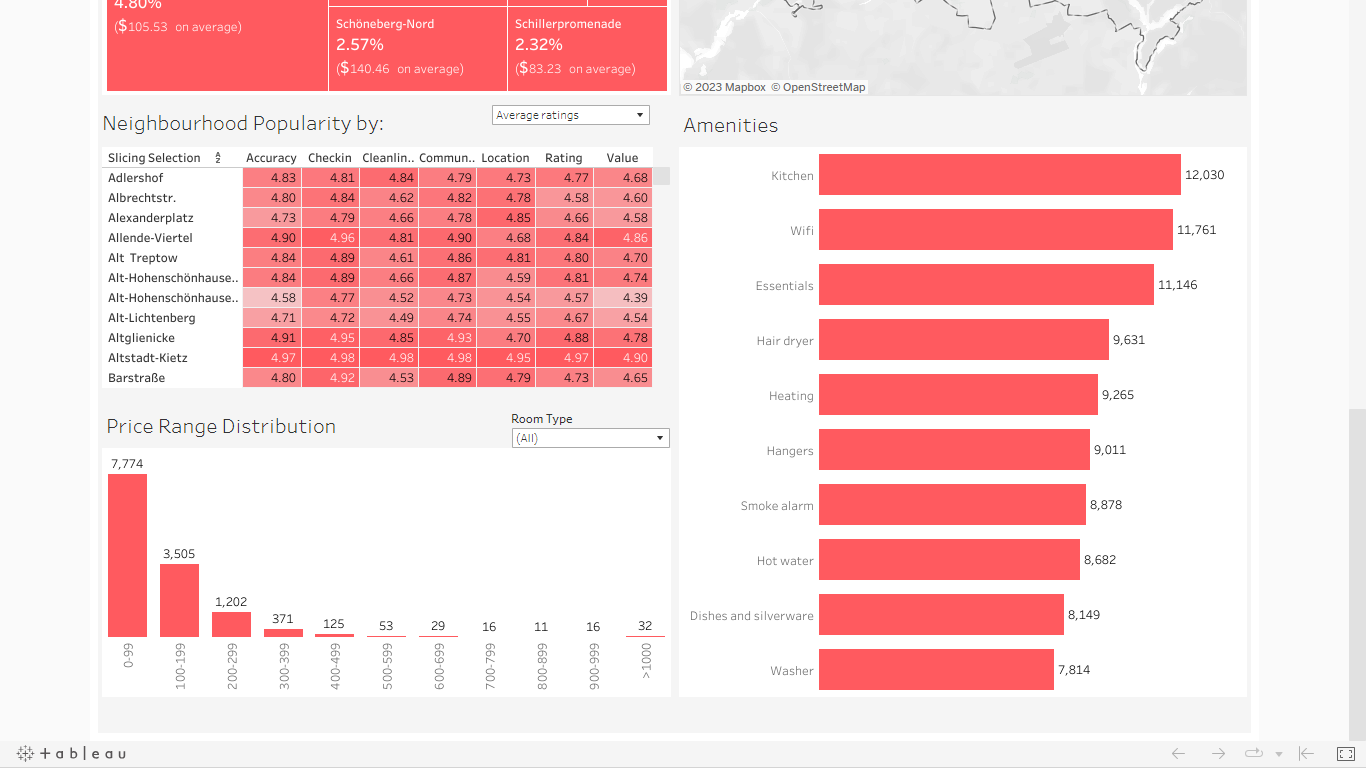 4.80%
($105.53 on average)
Schöneberg-Nord
2.57%
($140.46 on average)
Schillerpromenade
2.32%
($83.23 on average)
© 2023 Mapbox © OpenStreetMap
Neighbourhood Popularity by:
Average ratings
Slicing Selection Accuracy Checkin Cleanlin.. Commun.. Location Rating Value
Adlershof 4.83 4.81 4.84 4.79 4.73 4.77 4.68
Albrechtstr. 4.80 4.84 4.62 4.82 4.78 4.58 4.60
Alexanderplatz 4.73 4.79 4.66 4.78 4.85 4.66 4.58
Allende-Viertel 4.90 4.96 4.81 4.90 4.68 4.84 4.86
Alt Treptow 4.84 4.89 4.61 4.86 4.81 4.80 4.70
Alt-Hohenschönhause.. 4.84 4.89 4.66 4.87 4.59 4.81 4.74
Alt-Hohenschönhause.. 4.58 4.77 4.52 4.73 4.54 4.57 4.39
Alt-Lichtenberg 4.71 4.72 4.49 4.74 4.55 4.67 4.54
Altglienicke 4.91 4.95 4.85 4.93 4.70 4.88 4.78
Altstadt-Kietz 4.97 4.98 4.98 4.98 4.95 4.97 4.90
Barstraße 4.80 4.92 4.53 4.89 4.79 4.73 4.65
Price Range Distribution
Room Type
(All)
7,774
3,505
1,202
371
125
53
29
16
11
16
32
0-99
100-199
200-299
300-399
400-499
500-599
600-699
700-799
800-899
900-999
>1000
Amenities
Kitchen 12,030
Wifi 11,761
Essentials 11,146
Hair dryer 9,631
Heating 9,265
Hangers 9,011
Smoke alarm 8,878
Hot water 8,682
Dishes and silverware 8,149
Washer 7,814
+ableau